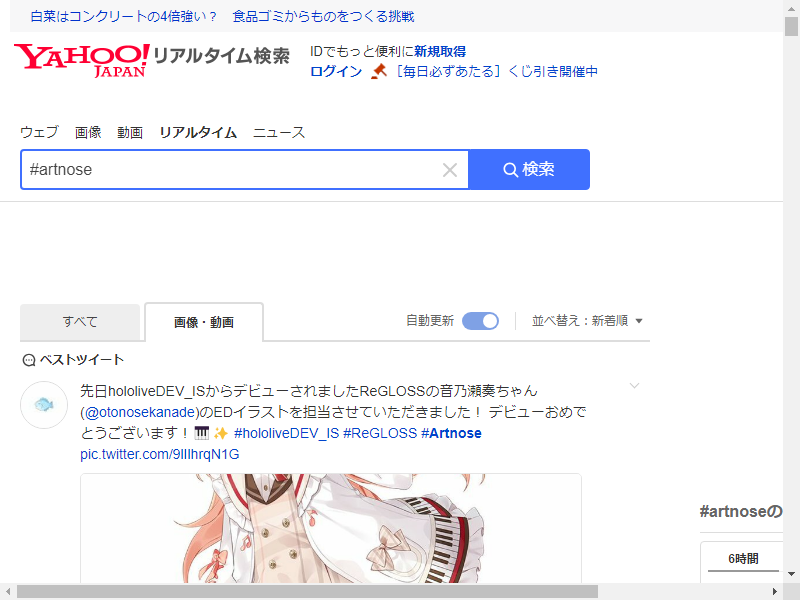 白菜はコンクリートの4倍強い？ 食品ゴミからものをつくる挑戦
YAHOO! JAPAN リアルタイム検索
IDでもっと便利に新規取得
ログイン ［毎日必ずあたる］くじ引き開催中
ウェブ 画像 動画 リアルタイム ニュース
#artnose 検索
すべて 画像・動画 自動更新 並べ替え：新着順
ベストツイート
先日hololiveDEV_ISからデビューされましたReGLOSSの音乃瀬奏ちゃん
(@otonosekanade)のEDイラストを担当させていただきました！ デビューおめで
とうございます！🎹✨ #hololiveDEV_IS #ReGLOSS #Artnose
pic.twitter.com/9lIIhrqN1G
#artnoseの
6時間